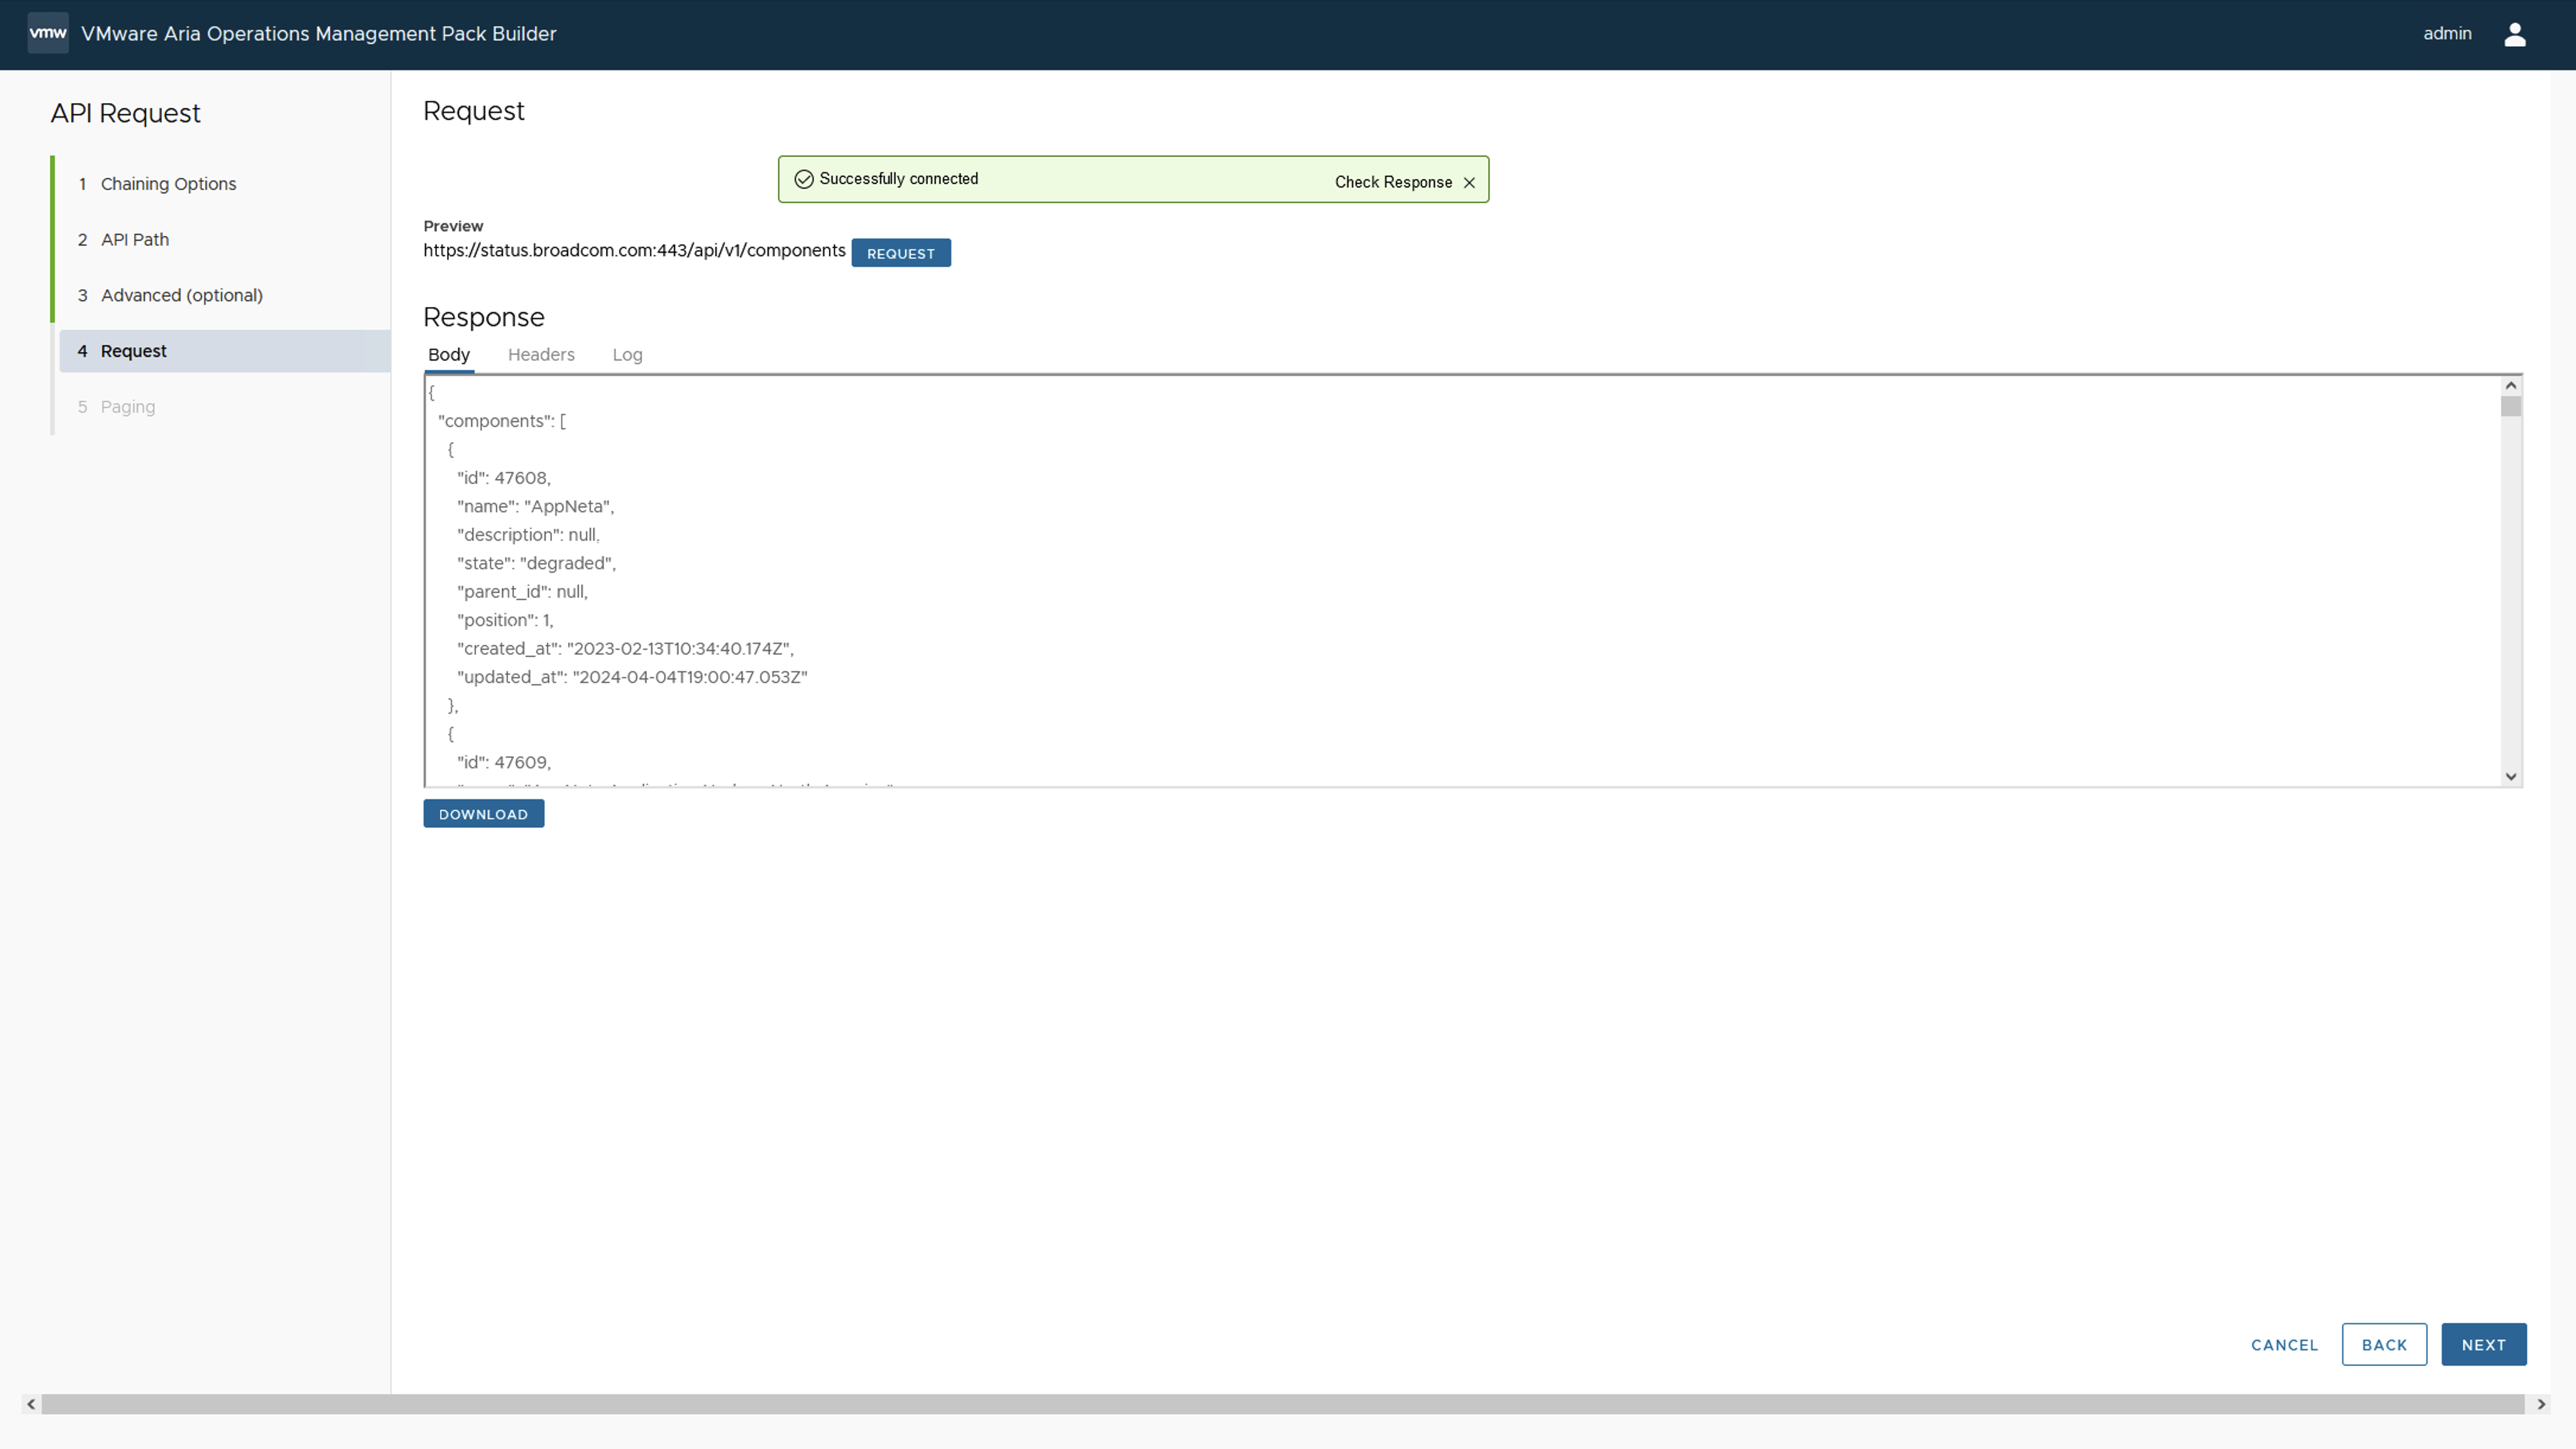 vmw VMware Aria Operations Management Pack Builder admin
API Request
1 Chaining Options
2 API Path
3 Advanced (optional)
4 Request
5 Paging
Request
Successfully connected Check Response
Preview
https://status.broadcom.com:443/api/v1/components REQUEST
Response
Body Headers Log
{
"components": [
{
"id": 47608,
"name": "AppNeta",
"description": null,
"state": "degraded",
"parent_id": null,
"position": 1,
"created_at": "2023-02-13T10:34:40.174Z",
"updated_at": "2024-04-04T19:00:47.053Z"
},
{
"id": 47609,
DOWNLOAD
CANCEL BACK NEXT